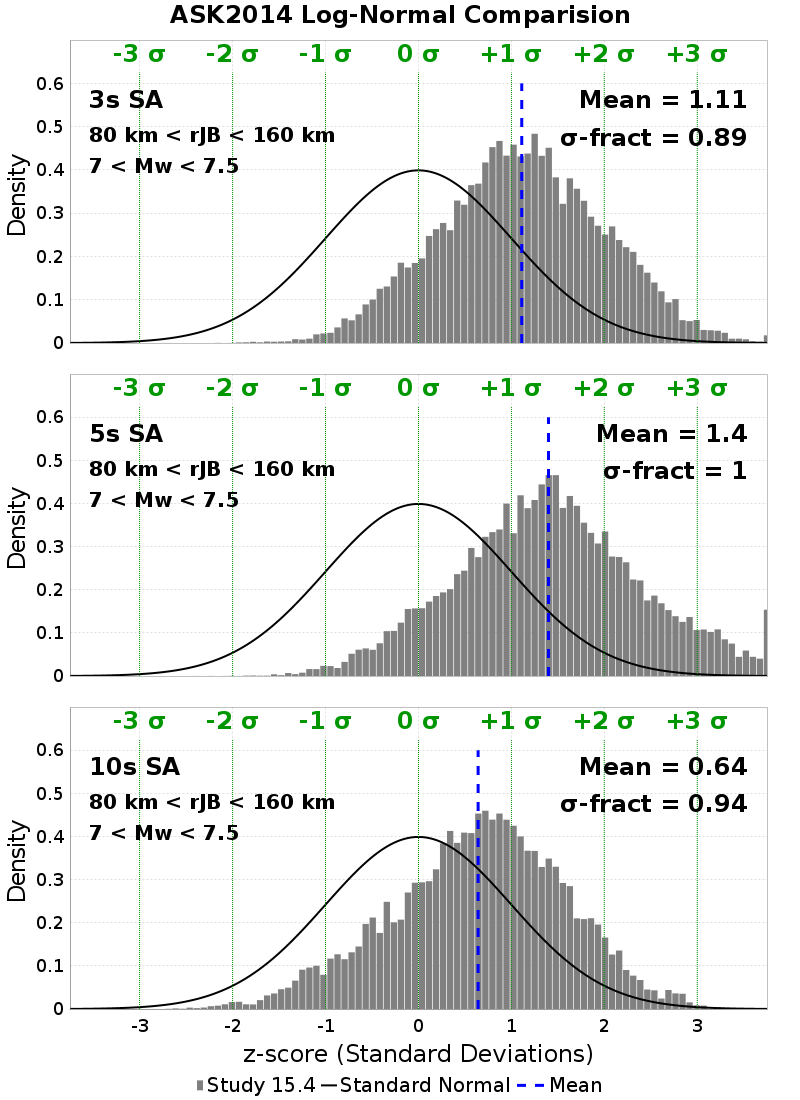 ASK2014 Log-Normal Comparision
-3 σ -2 σ -1 σ 0 σ +1 σ +2 σ +3 σ
3s SA
80 km < rJB < 160 km
7 < Mw < 7.5
Mean = 1.11
σ-fract = 0.89
Density
0.6
0.5
0.4
0.3
0.2
0.1
0
-3 σ -2 σ -1 σ 0 σ +1 σ +2 σ +3 σ
5s SA
80 km < rJB < 160 km
7 < Mw < 7.5
Mean = 1.4
σ-fract = 1
Density
0.6
0.5
0.4
0.3
0.2
0.1
0
-3 σ -2 σ -1 σ 0 σ +1 σ +2 σ +3 σ
10s SA
80 km < rJB < 160 km
7 < Mw < 7.5
Mean = 0.64
σ-fract = 0.94
Density
0.6
0.5
0.4
0.3
0.2
0.1
0
-3 -2 -1 0 1 2 3
z-score (Standard Deviations)
Study 15.4 Standard Normal Mean